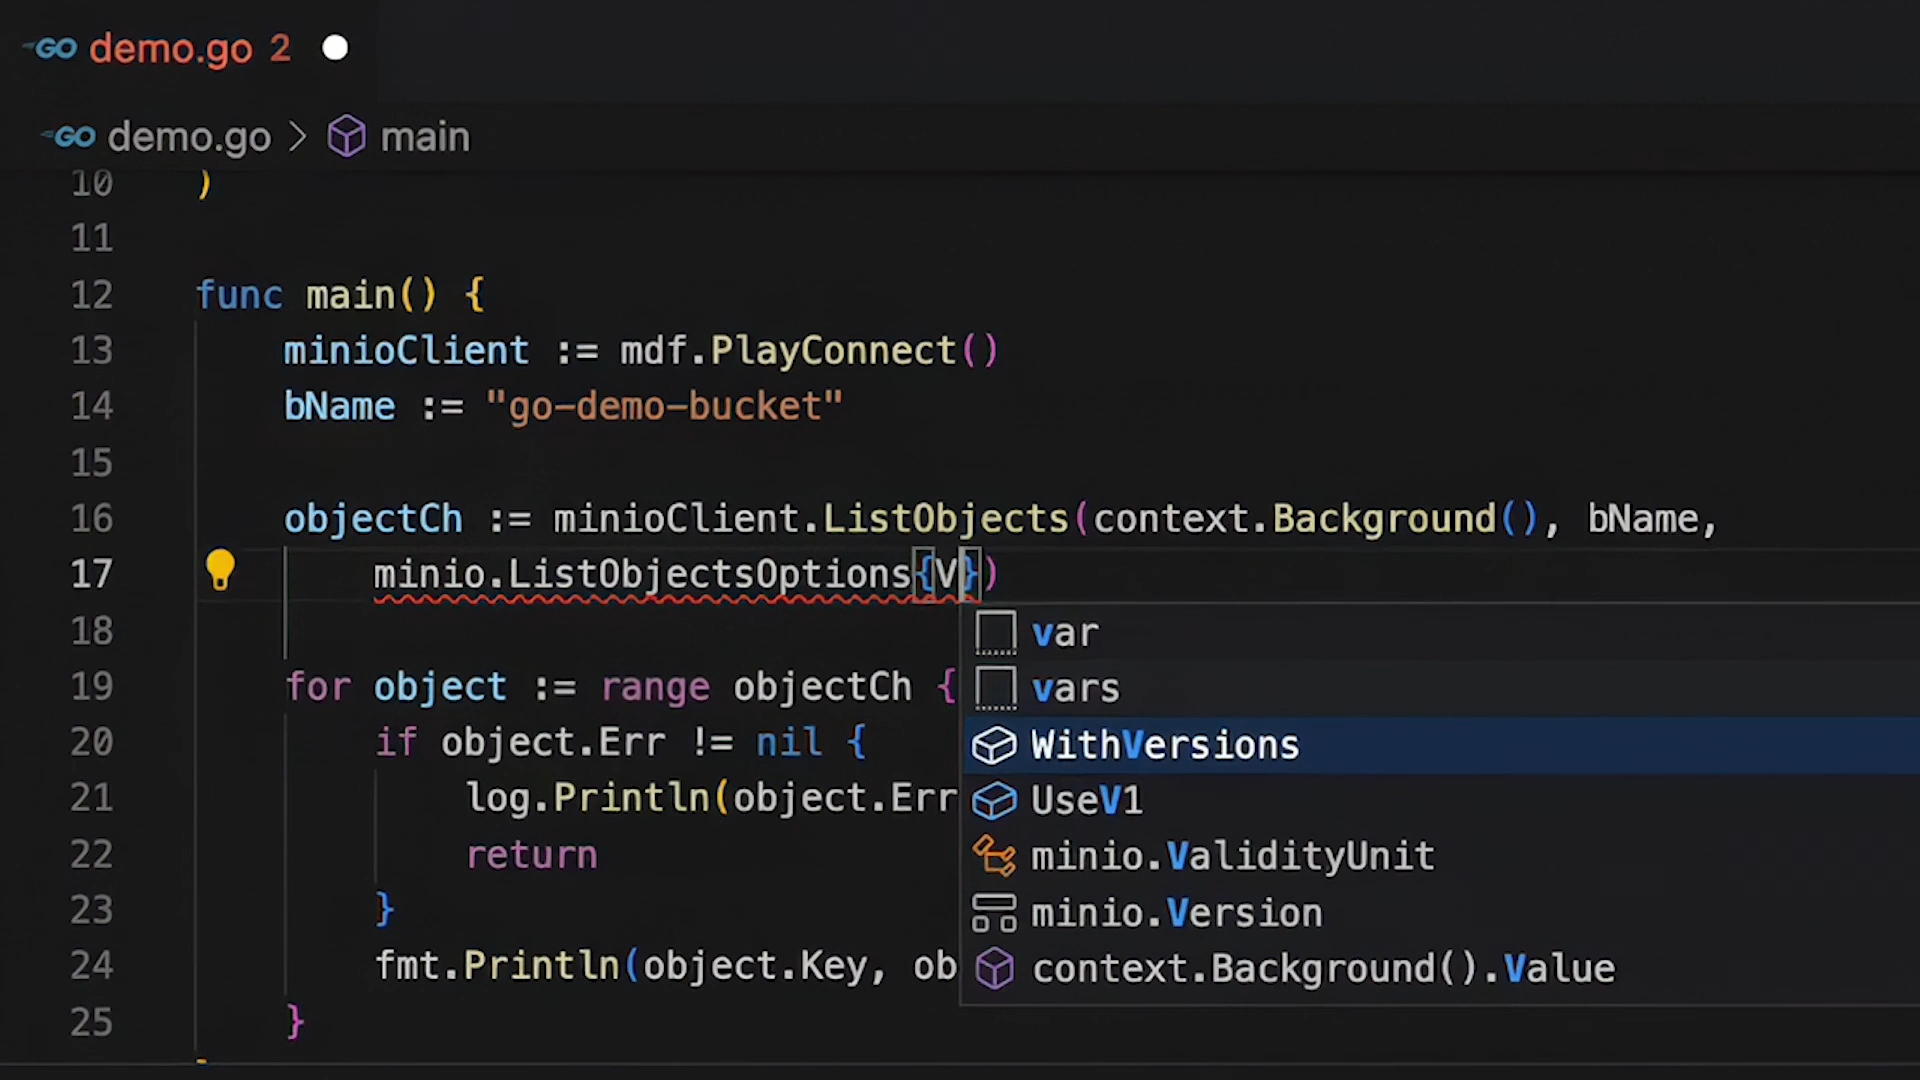 GO demo.go 2
GO demo.go > main
10 )
11
12 func main() {
13 minioClient := mdf.PlayConnect()
14 bName := "go-demo-bucket"
15
16 objectCh := minioClient.ListObjects(context.Background(), bName,
17 minio.ListObjectsOptions{V})
18
var
19 for object := range objectCh {
vars
20 if object.Err != nil {
WithVersions
21 log.Println(object.Err
UseV1
22 return
minio.ValidityUnit
23 }
minio.Version
24 fmt.Println(object.Key, ob
context.Background().Value
25 }